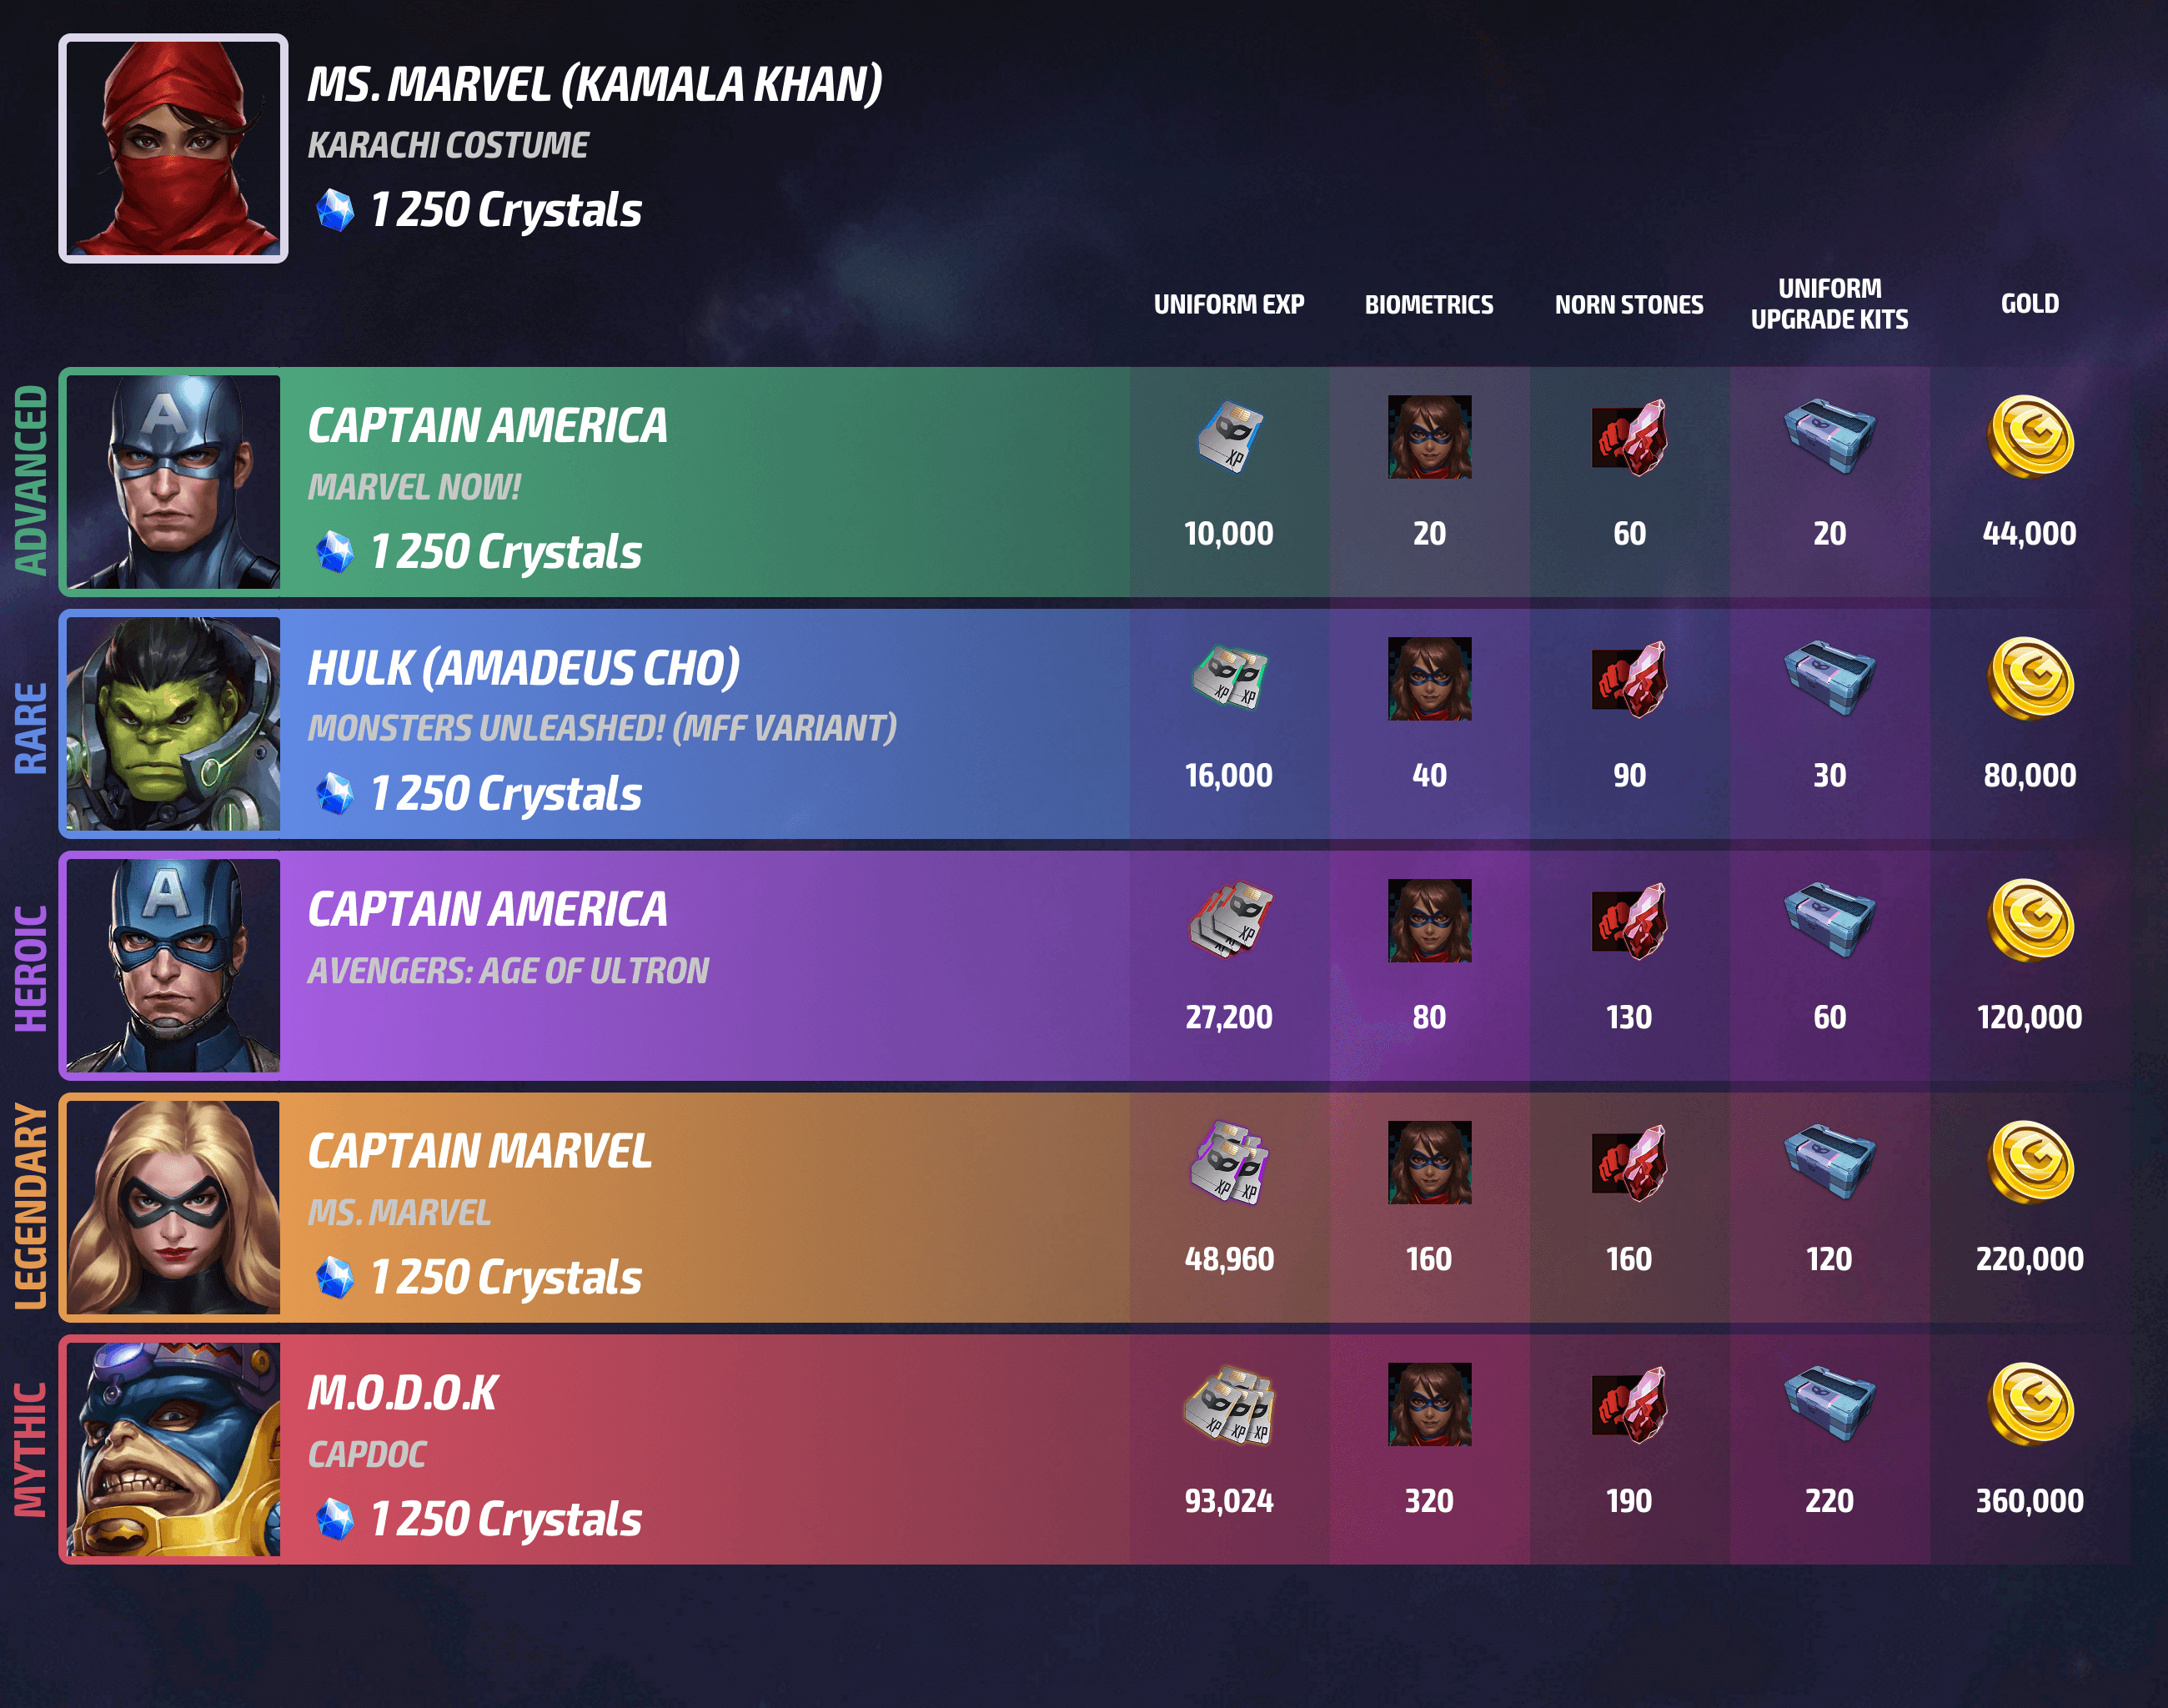 MS. MARVEL (KAMALA KHAN)
KARACHI COSTUME
1 250 Crystals
UNIFORM EXP
BIOMETRICS
NORN STONES
UNIFORM
UPGRADE KITS
GOLD
ADVANCED
CAPTAIN AMERICA
MARVEL NOW!
1 250 Crystals
XP
10,000
20
60
20
44,000
RARE
HULK (AMADEUS CHO)
MONSTERS UNLEASHED! (MFF VARIANT)
1 250 Crystals
XP XP
16,000
40
90
30
80,000
HEROIC
CAPTAIN AMERICA
AVENGERS: AGE OF ULTRON
XP
27,200
80
130
60
120,000
LEGENDARY
CAPTAIN MARVEL
MS. MARVEL
1 250 Crystals
XP XP
48,960
160
160
120
220,000
MYTHIC
M.O.D.O.K
CAPDOC
1 250 Crystals
XP XP XP
93,024
320
190
220
360,000